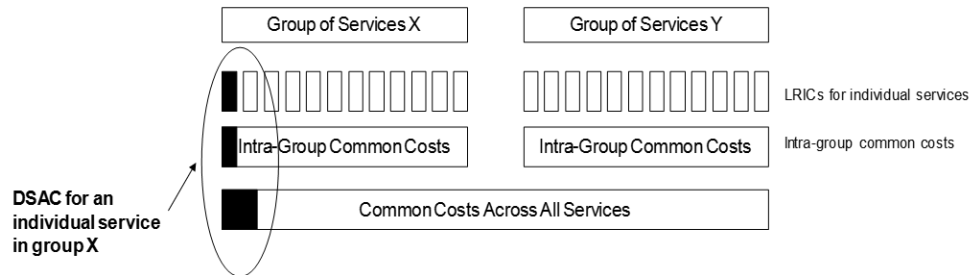 Group of Services X
Group of Services Y
LRICs for individual services
Intra-Group Common Costs
Intra-Group Common Costs
Intra-group common costs
DSAC for an
individual service
in group X
Common Costs Across All Services